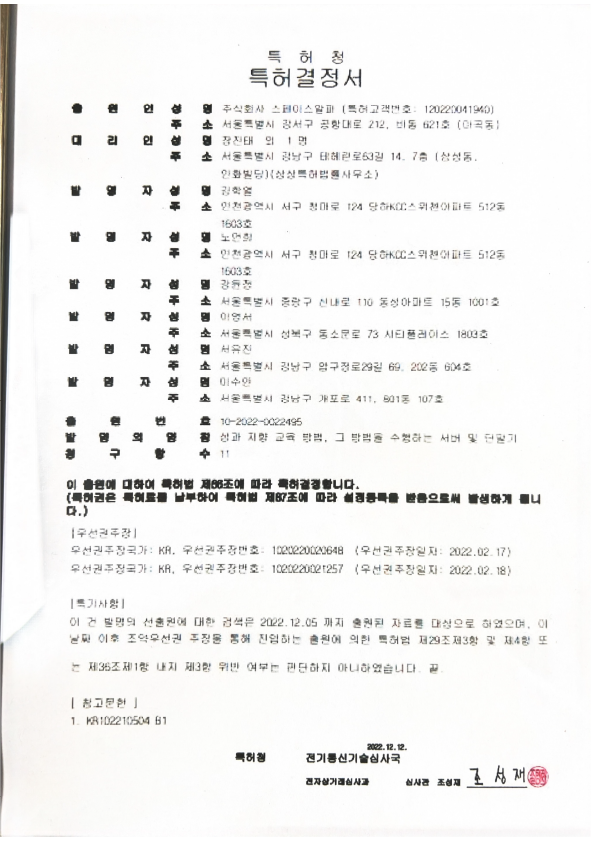 특 허 청
특허결정서
출 원 인 성 명 주식회사 스페이스알파 (특허고객번호: 120220041940)
주 소 서울특별시 강서구 공항대로 212, 비동 621호 (마곡동)
대 리 인 성 명 장진태 외 1 명
주 소 서울특별시 강남구 테헤란로63길 14, 7층 (삼성동,
인화빌딩)(상상특허법률사무소)
발 명 자 성 명 김학열
주 소 인천광역시 서구 청마로 124 당하KCC스위첸아파트 512동
1603호
발 명 자 성 명 노연희
주 소 인천광역시 서구 청마로 124 당하KCC스위첸아파트 512동
1603호
발 명 자 성 명 강윤정
주 소 서울특별시 중랑구 신내로 110 동성아파트 15동 1001호
발 명 자 성 명 이영서
주 소 서울특별시 성북구 동소문로 73 시티플레이스 1803호
발 명 자 성 명 서유진
주 소 서울특별시 강남구 압구정로29길 69, 202동 604호
발 명 자 성 명 이수안
주 소 서울특별시 강남구 개포로 411, 801동 107호
출 원 번 호 10-2022-0022495
발 명 의 명 칭 성과 지향 교육 방법, 그 방법을 수행하는 서버 및 단말기
청 구 항 수 11
이 출원에 대하여 특허법 제66조에 따라 특허결정합니다.
(특허권은 특허료를 납부하여 특허법 제87조에 따라 설정등록을 받음으로써 발생하게 됩니
다.)
[우선권주장]
우선권주장국가: KR, 우선권주장번호: 1020220020648 (우선권주장일자: 2022.02.17)
우선권주장국가: KR, 우선권주장번호: 1020220021257 (우선권주장일자: 2022.02.18)
[특기사항]
이 건 발명의 선출원에 대한 검색은 2022.12.05 까지 출원된 자료를 대상으로 하였으며, 이
날짜 이후 조약우선권 주장을 통해 진입하는 출원에 의한 특허법 제29조제3항 및 제4항 또
는 제36조제1항 내지 제3항 위반 여부는 판단하지 아니하였습니다. 끝.
[ 참고문헌 ]
1. KR102210504 B1
2022.12.12.
특허청 전기통신기술심사국
전자상거래심사과 심사관 조성재 조성재